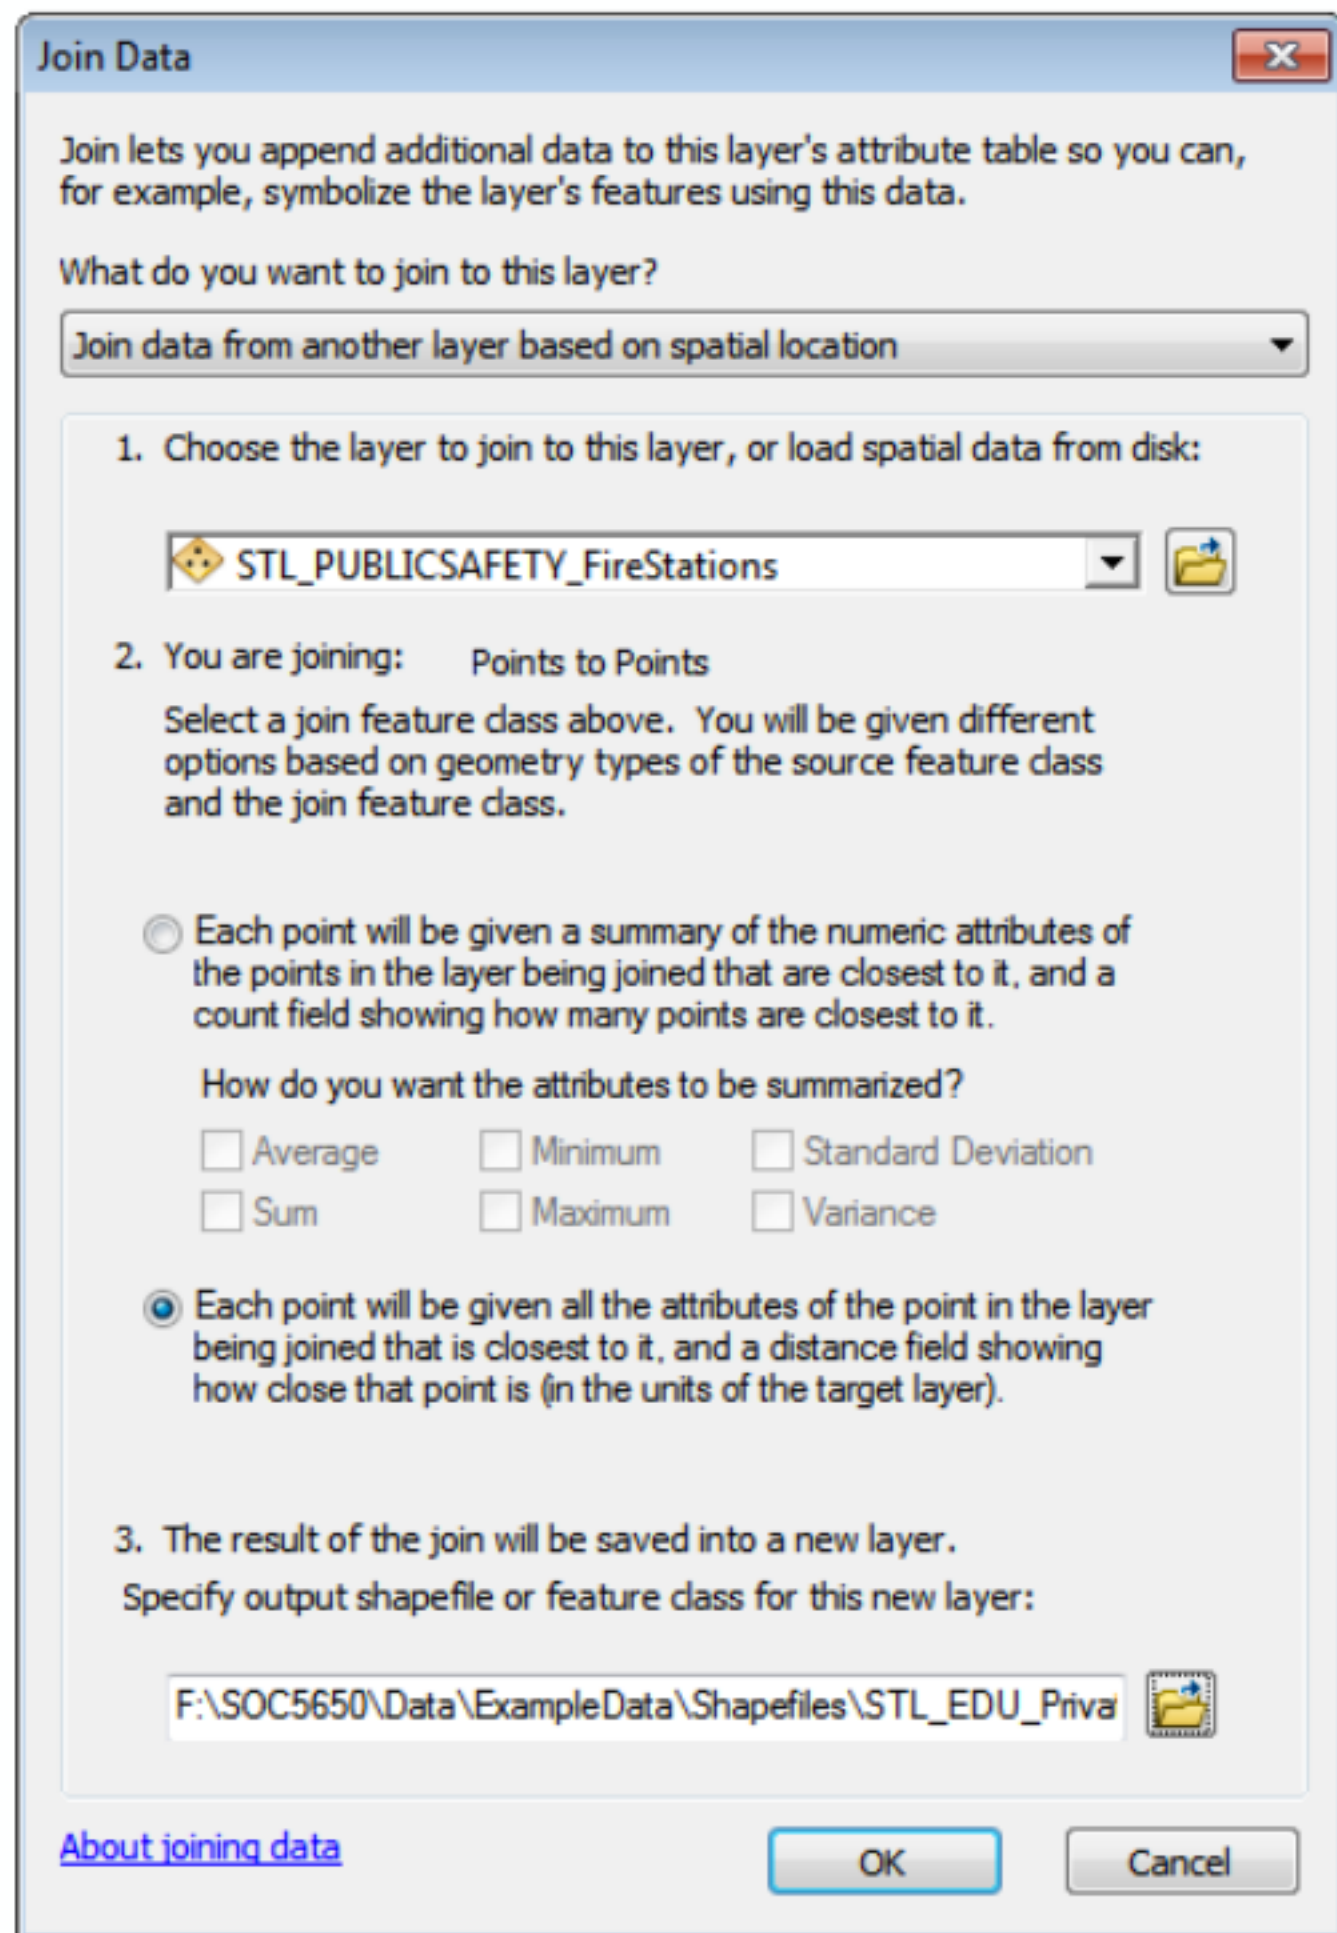 Join Data
Join lets you append additional data to this layer's attribute table so you can,
for example, symbolize the layer's features using this data.
What do you want to join to this layer?
Join data from another layer based on spatial location
1. Choose the layer to join to this layer, or load spatial data from disk:
STL_PUBLICSAFETY_FireStations
2. You are joining: Points to Points
Select a join feature class above. You will be given different
options based on geometry types of the source feature class
and the join feature class.
Each point will be given a summary of the numeric attributes of
the points in the layer being joined that are closest to it, and a
count field showing how many points are closest to it.
How do you want the attributes to be summarized?
Average Minimum Standard Deviation
Sum Maximum Variance
Each point will be given all the attributes of the point in the layer
being joined that is closest to it, and a distance field showing
how close that point is (in the units of the target layer).
3. The result of the join will be saved into a new layer.
Specify output shapefile or feature class for this new layer:
F:\SOC5650\Data\ExampleData\Shapefiles\STL_EDU_Priva
About joining data OK Cancel